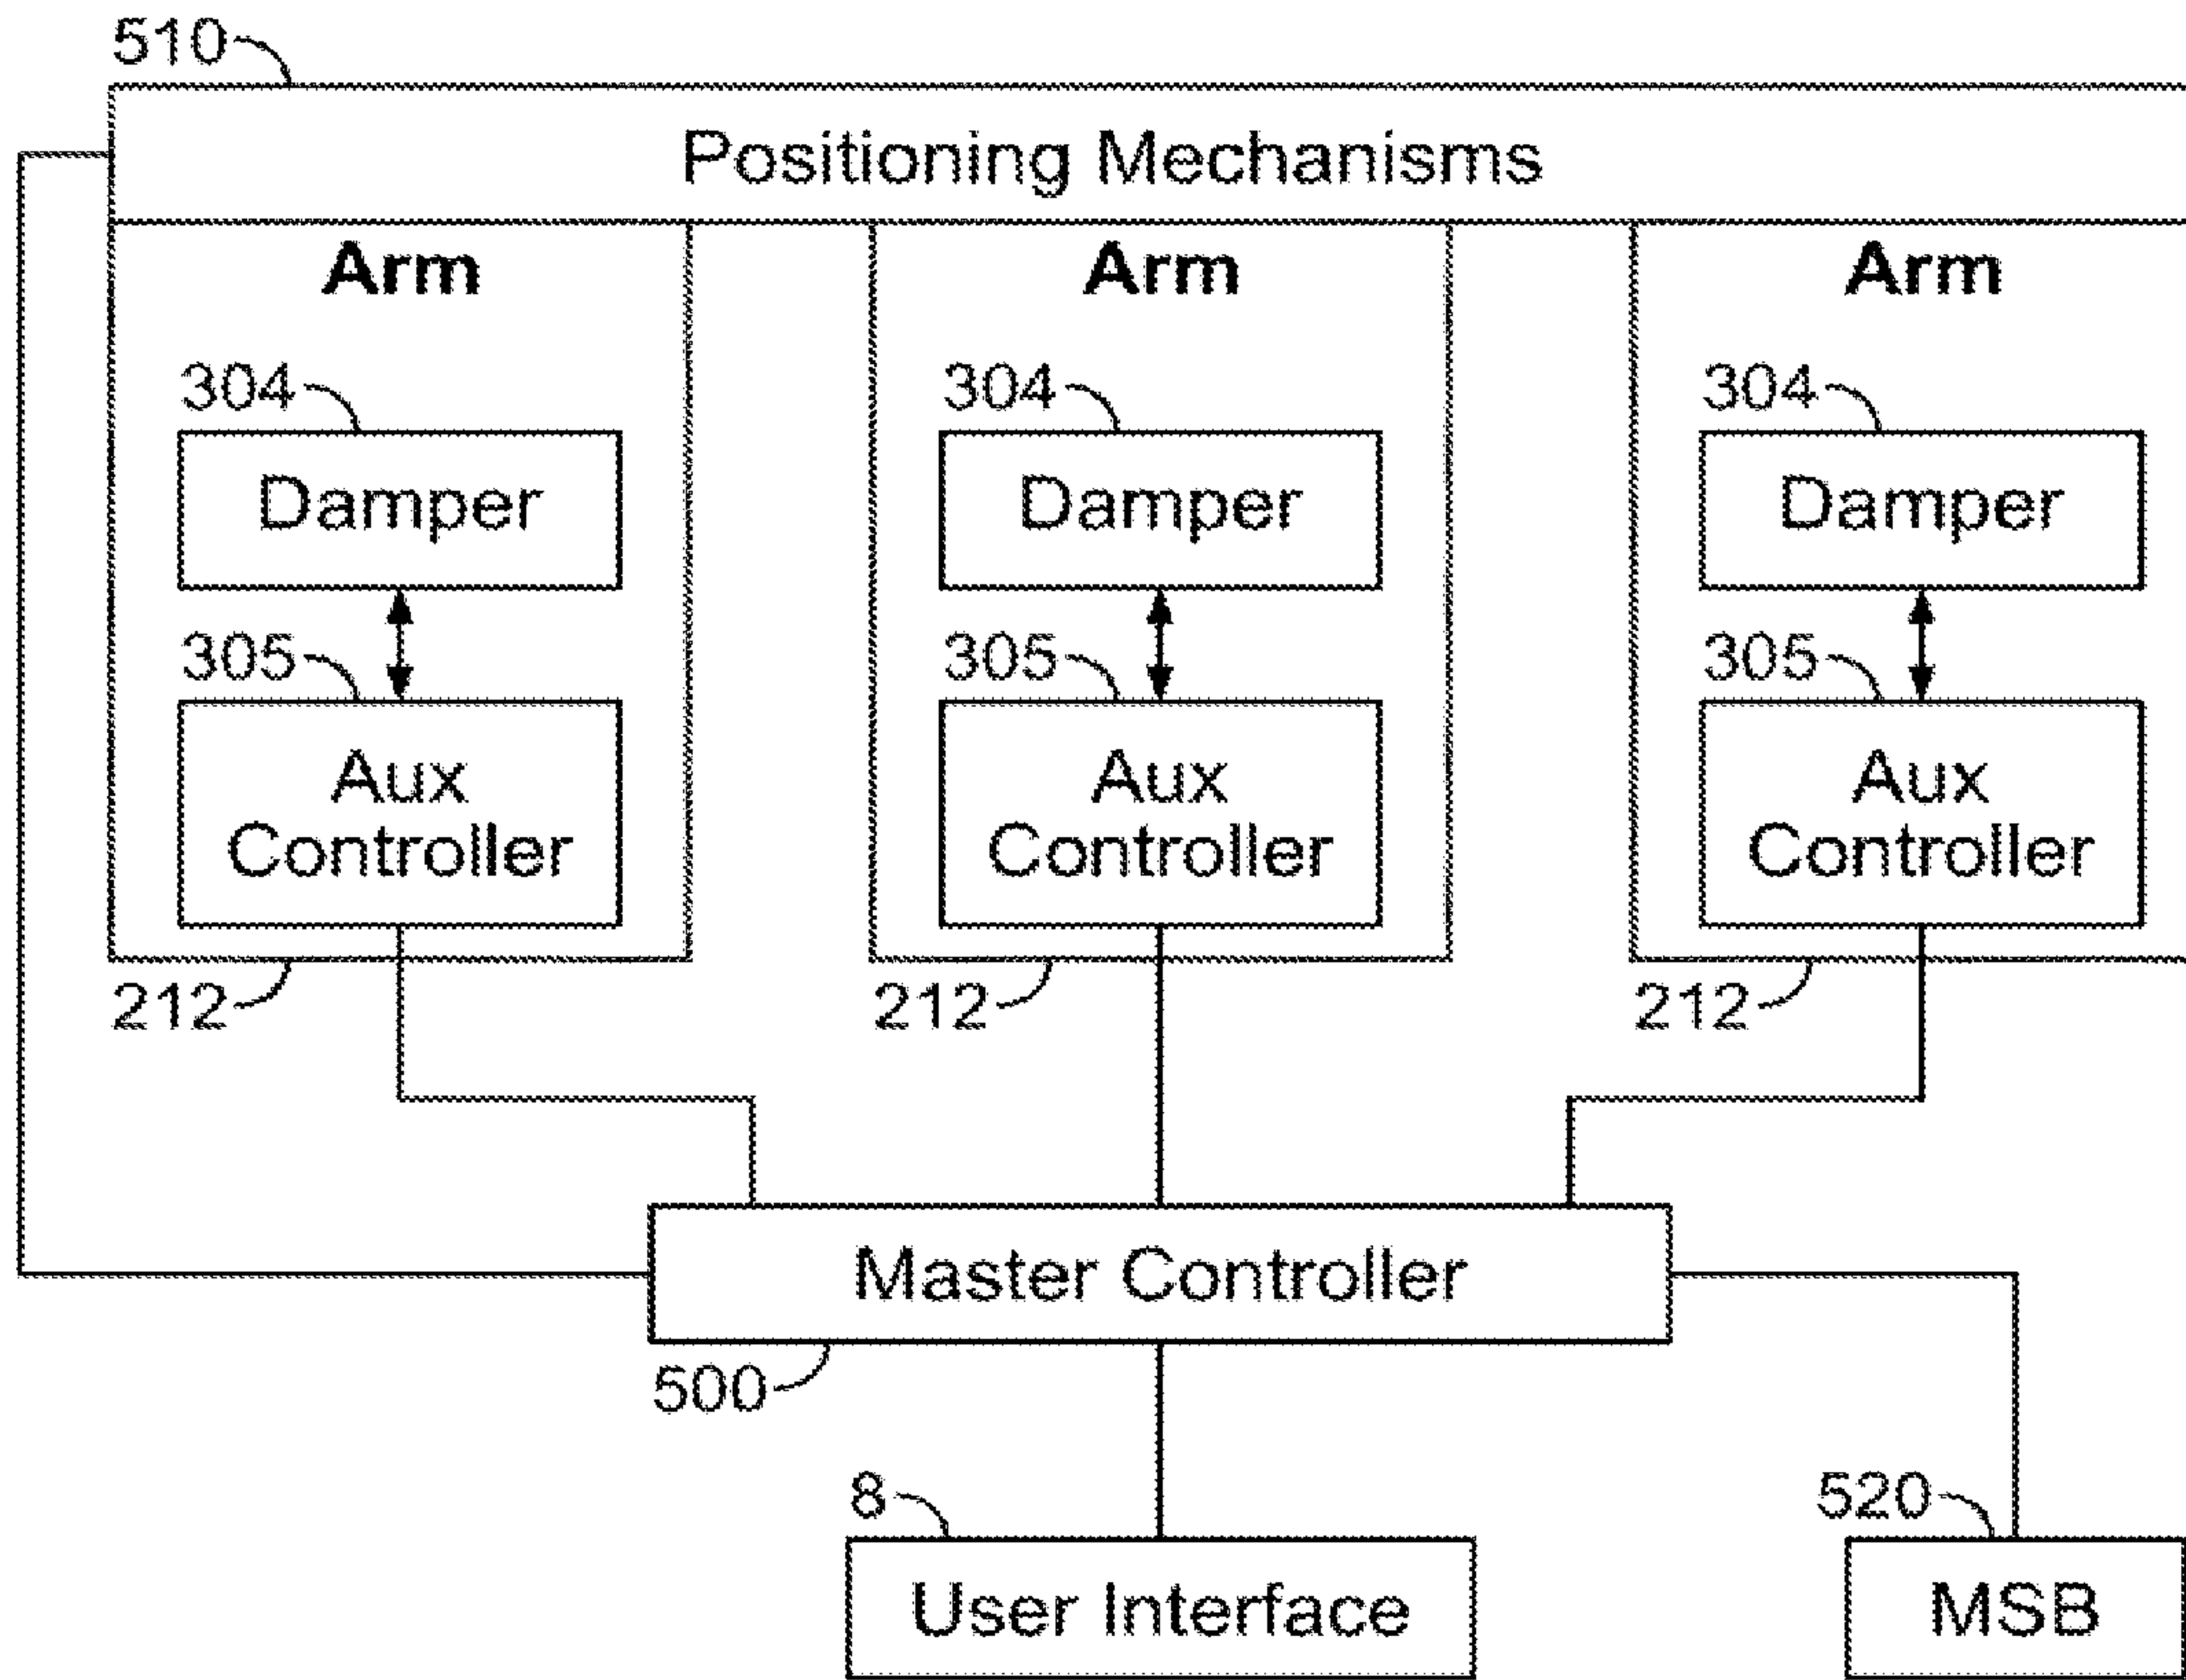 510
Positioning Mechanisms
Arm Arm Arm
304 304 304
Damper Damper Damper
305 305 305
Aux Aux Aux
Controller Controller Controller
212 212 212
Master Controller
500
8 520
User Interface MSB